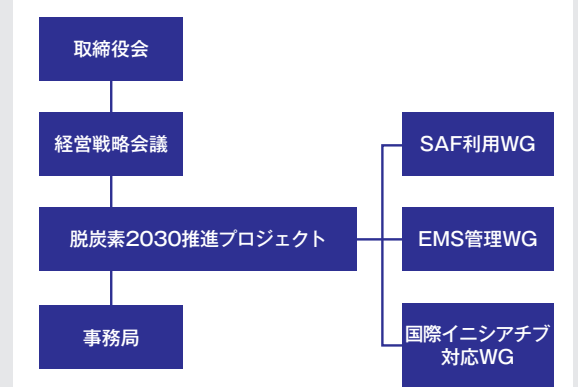 取締役会
経営戦略会議
脱炭素2030推進プロジェクト
事務局
SAF利用WG
EMS管理WG
国際イニシアチブ
対応WG